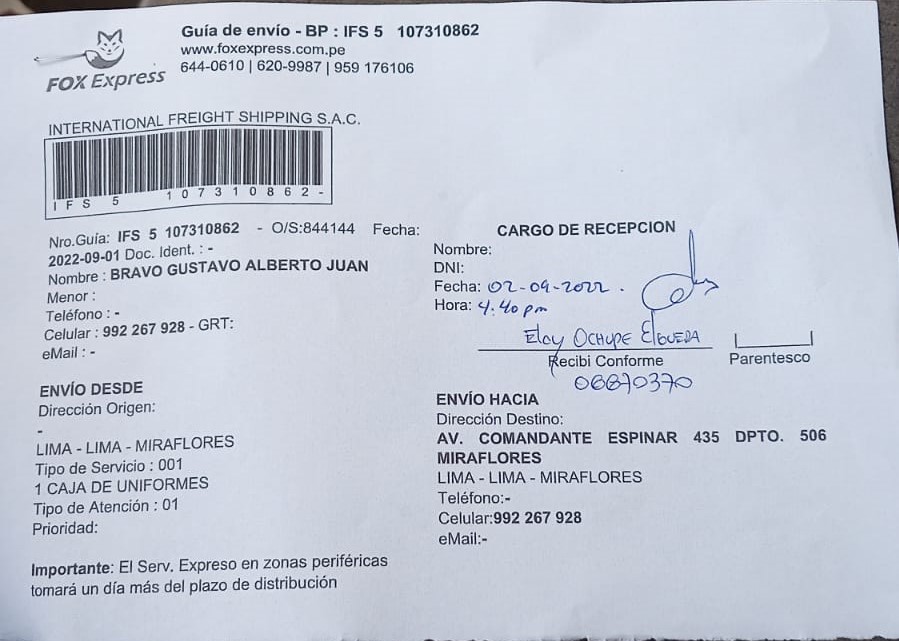 FOX Express
Guía de envío - BP : IFS 5 107310862
www.foxexpress.com.pe
644-0610 | 620-9987 | 959 176106
INTERNATIONAL FREIGHT SHIPPING S.A.C.
I F S 5 1 0 7 3 1 0 8 6 2 -
Nro.Guía: IFS 5 107310862 - O/S:844144 Fecha:
2022-09-01 Doc. Ident. : -
Nombre : BRAVO GUSTAVO ALBERTO JUAN
Menor :
Teléfono : -
Celular : 992 267 928 - GRT:
eMail : -
CARGO DE RECEPCION
Nombre:
DNI:
Fecha: 02-09-2022.
Hora: 4:40 pm
Eloy OCHUPE ElGUEDA
Recibi Conforme
Parentesco
06670370
ENVÍO DESDE
Dirección Origen:
-
LIMA - LIMA - MIRAFLORES
Tipo de Servicio : 001
1 CAJA DE UNIFORMES
Tipo de Atención : 01
Prioridad:
ENVÍO HACIA
Dirección Destino:
AV. COMANDANTE ESPINAR 435 DPTO. 506
MIRAFLORES
LIMA - LIMA - MIRAFLORES
Teléfono:-
Celular:992 267 928
eMail:-
Importante: El Serv. Expreso en zonas periféricas
tomará un día más del plazo de distribución